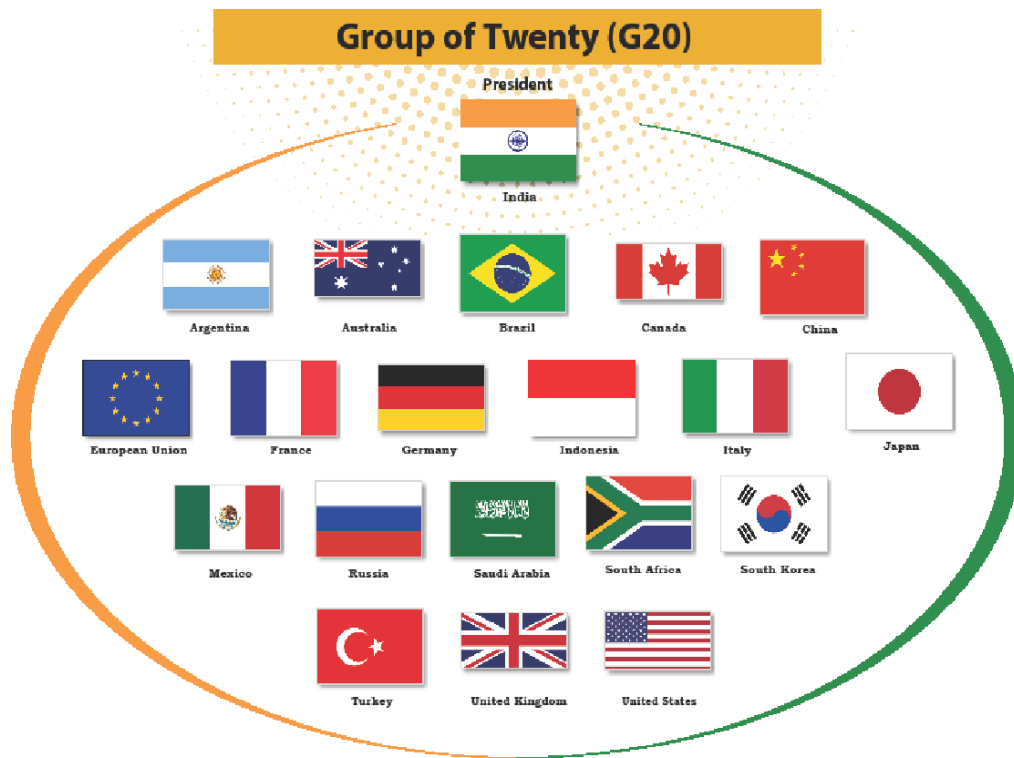 Group of Twenty (G20)
President
India
Argentina
Australia
Brazil
Canada
China
European Union
France
Germany
Indonesia
Italy
Japan
Mexico
Russia
Saudi Arabia
South Africa
South Korea
Turkey
United Kingdom
United States